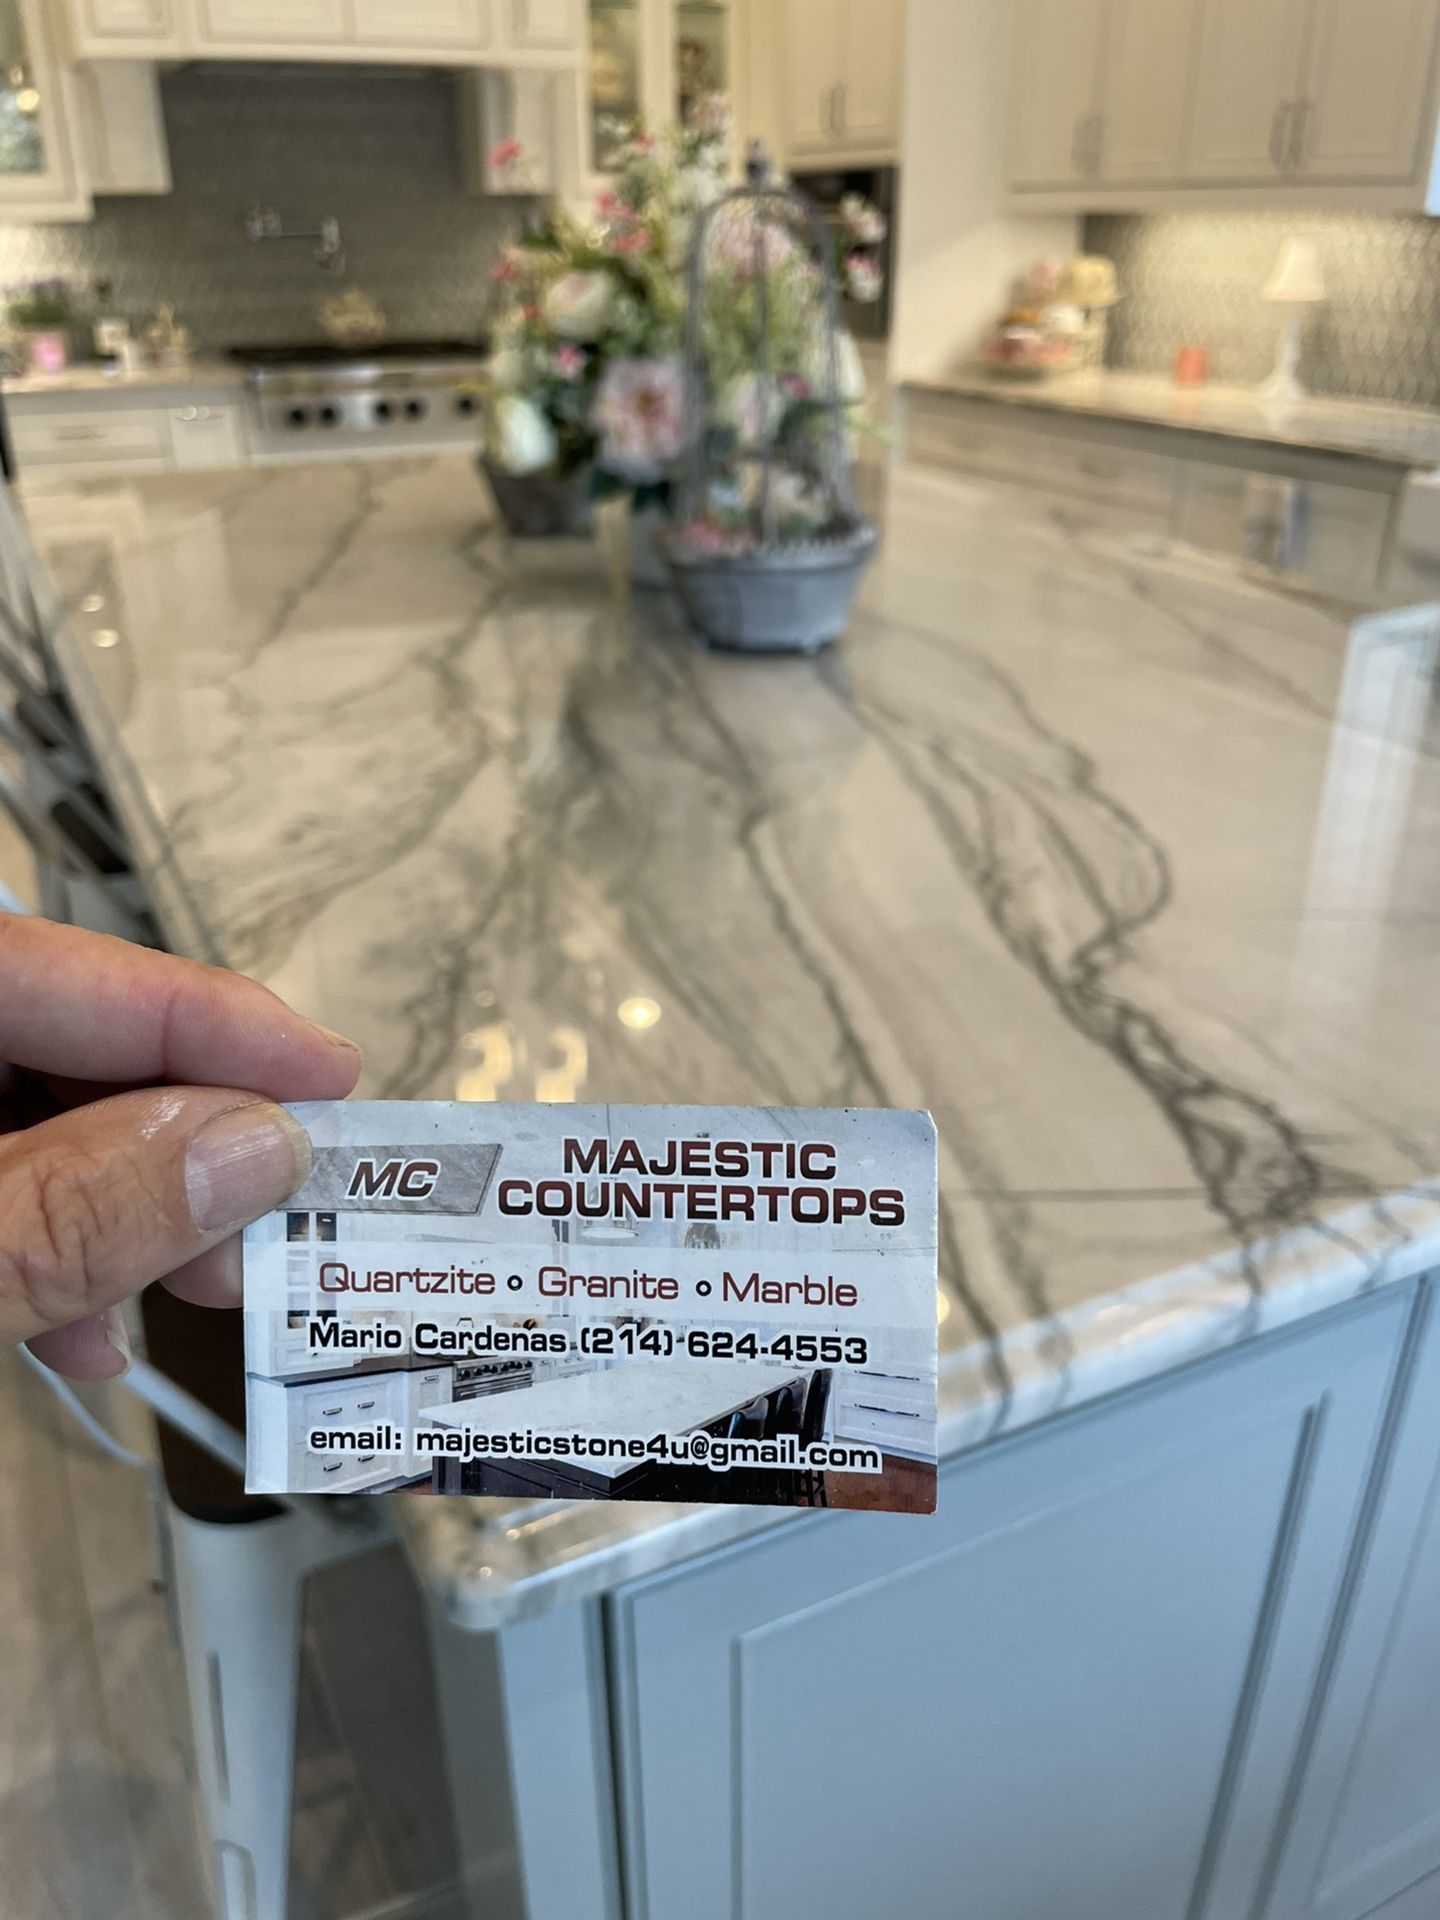 MC
MAJESTIC
COUNTERTOPS
Quartzite o Granite o Marble
Mario Cardenas (214) 624-4553
email: majesticstone4u@gmail.com